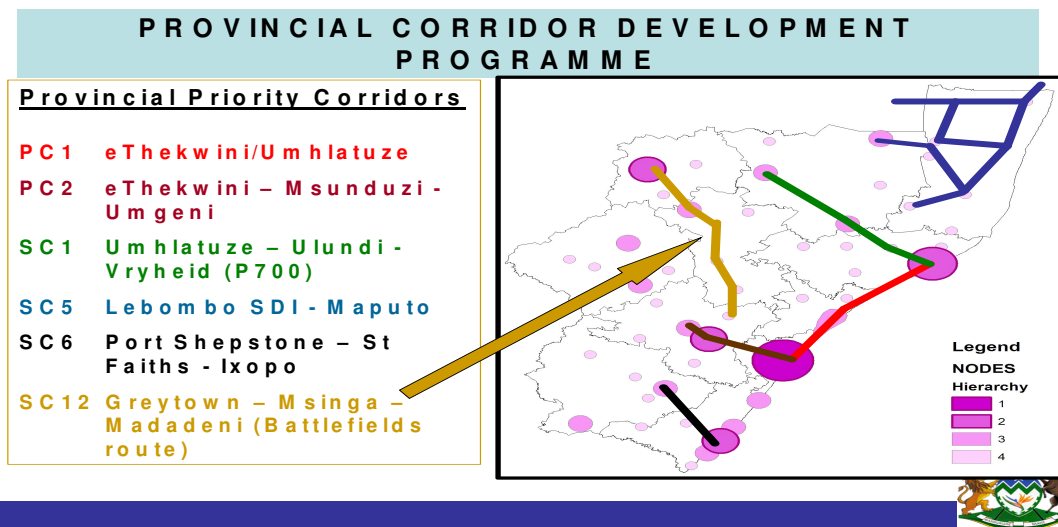 PROVINCIAL CORRIDOR DEVELOPMENT
PROGRAMME
Provincial Priority Corridors
PC1 eThekwini/Umhlatuze
PC2 eThekwini – Msunduzi -
Umgeni
SC1 Umhlatuze – Ulundi -
Vryheid (P700)
SC5 Lebombo SDI - Maputo
SC6 Port Shepstone – St
Faiths - Ixopo
SC12 Greytown – Msinga –
Madadeni (Battlefields
route)
Legend
NODES
Hierarchy
1
2
3
4